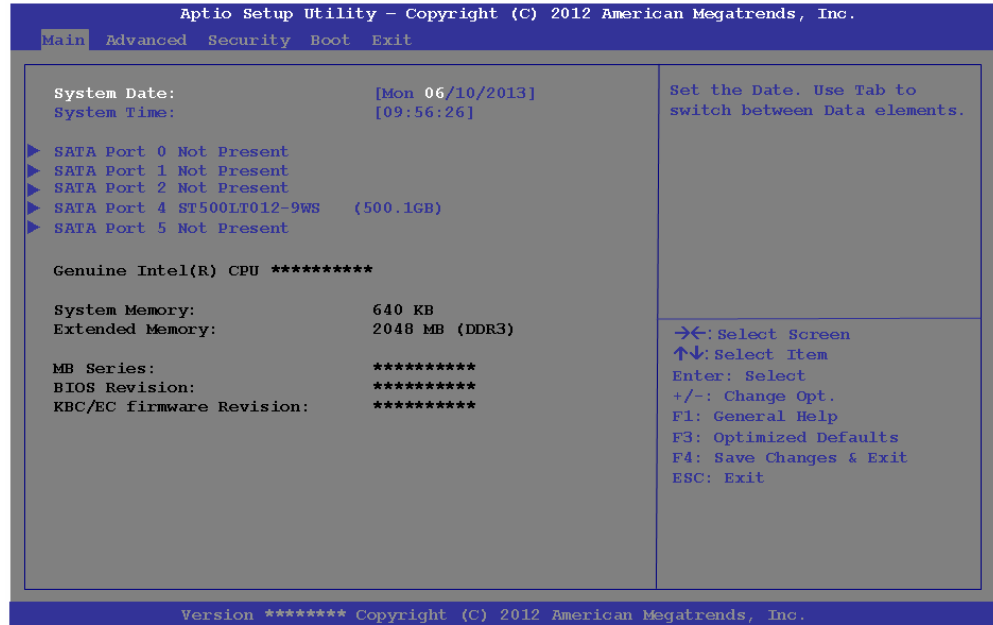 Aptio Setup Utility – Copyright (C) 2012 American Megatrends, Inc.
Main Advanced Security Boot Exit
System Date: [Mon 06/10/2013]
System Time: [09:56:26]
SATA Port 0 Not Present
SATA Port 1 Not Present
SATA Port 2 Not Present
SATA Port 4 ST500LT012-9WS (500.1GB)
SATA Port 5 Not Present
Genuine Intel(R) CPU **********
System Memory: 640 KB
Extended Memory: 2048 MB (DDR3)
MB Series: **********
BIOS Revision: **********
KBC/EC firmware Revision: **********
Set the Date. Use Tab to
switch between Data elements.
→←: Select Screen
↑↓: Select Item
Enter: Select
+/-: Change Opt.
F1: General Help
F3: Optimized Defaults
F4: Save Changes & Exit
ESC: Exit
Version ******** Copyright (C) 2012 American Megatrends, Inc.